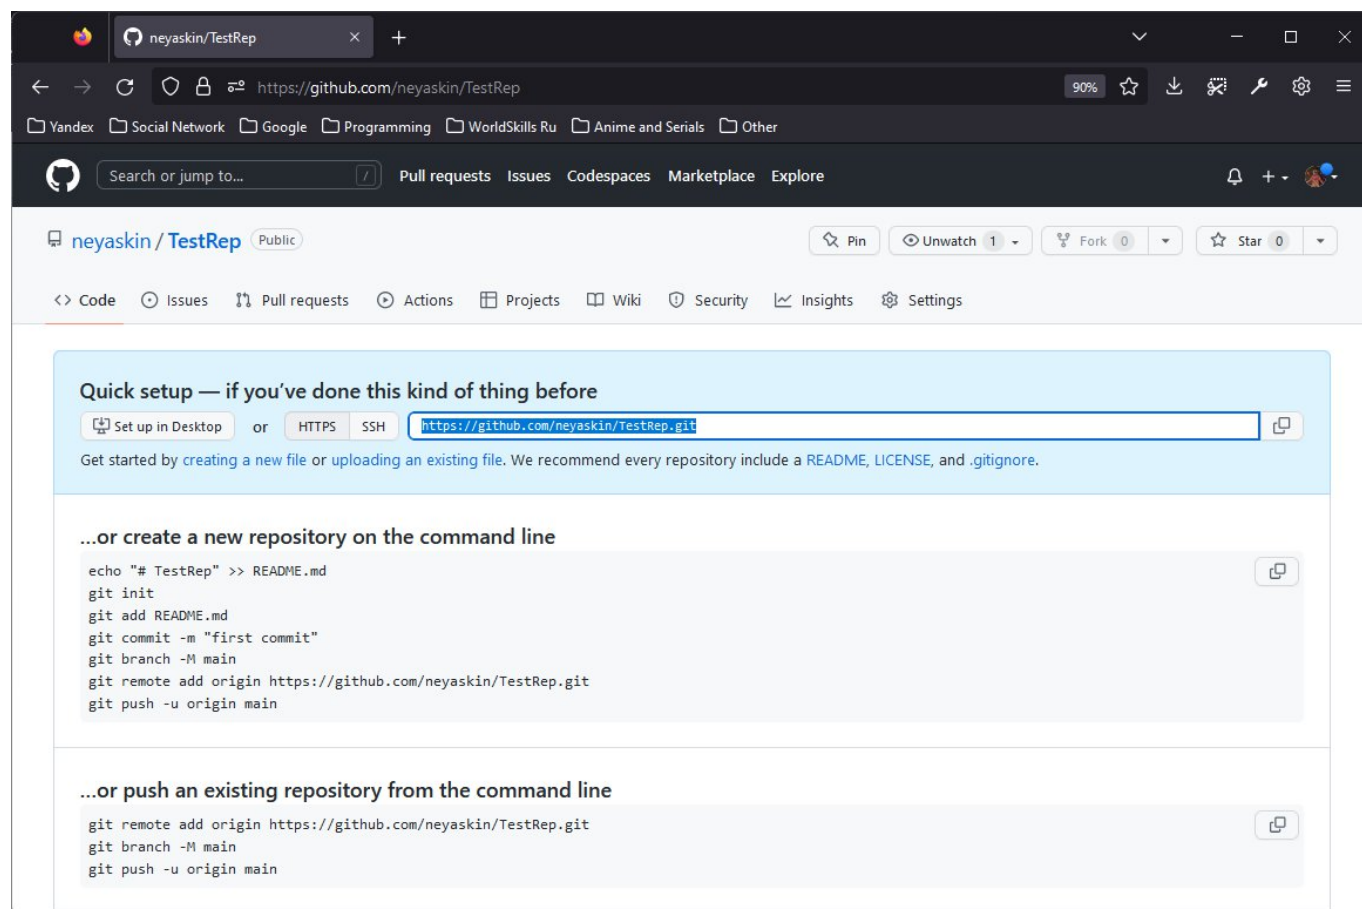 neyaskin/TestRep
https://github.com/neyaskin/TestRep 90%
Yandex Social Network Google Programming WorldSkills Ru Anime and Serials Other
Search or jump to... / Pull requests Issues Codespaces Marketplace Explore
neyaskin / TestRep Public Pin Unwatch 1 Fork 0 Star 0
Code Issues Pull requests Actions Projects Wiki Security Insights Settings
Quick setup — if you've done this kind of thing before
Set up in Desktop or HTTPS SSH https://github.com/neyaskin/TestRep.git
Get started by creating a new file or uploading an existing file. We recommend every repository include a README, LICENSE, and .gitignore.
...or create a new repository on the command line
echo "# TestRep" >> README.md
git init
git add README.md
git commit -m "first commit"
git branch -M main
git remote add origin https://github.com/neyaskin/TestRep.git
git push -u origin main
...or push an existing repository from the command line
git remote add origin https://github.com/neyaskin/TestRep.git
git branch -M main
git push -u origin main